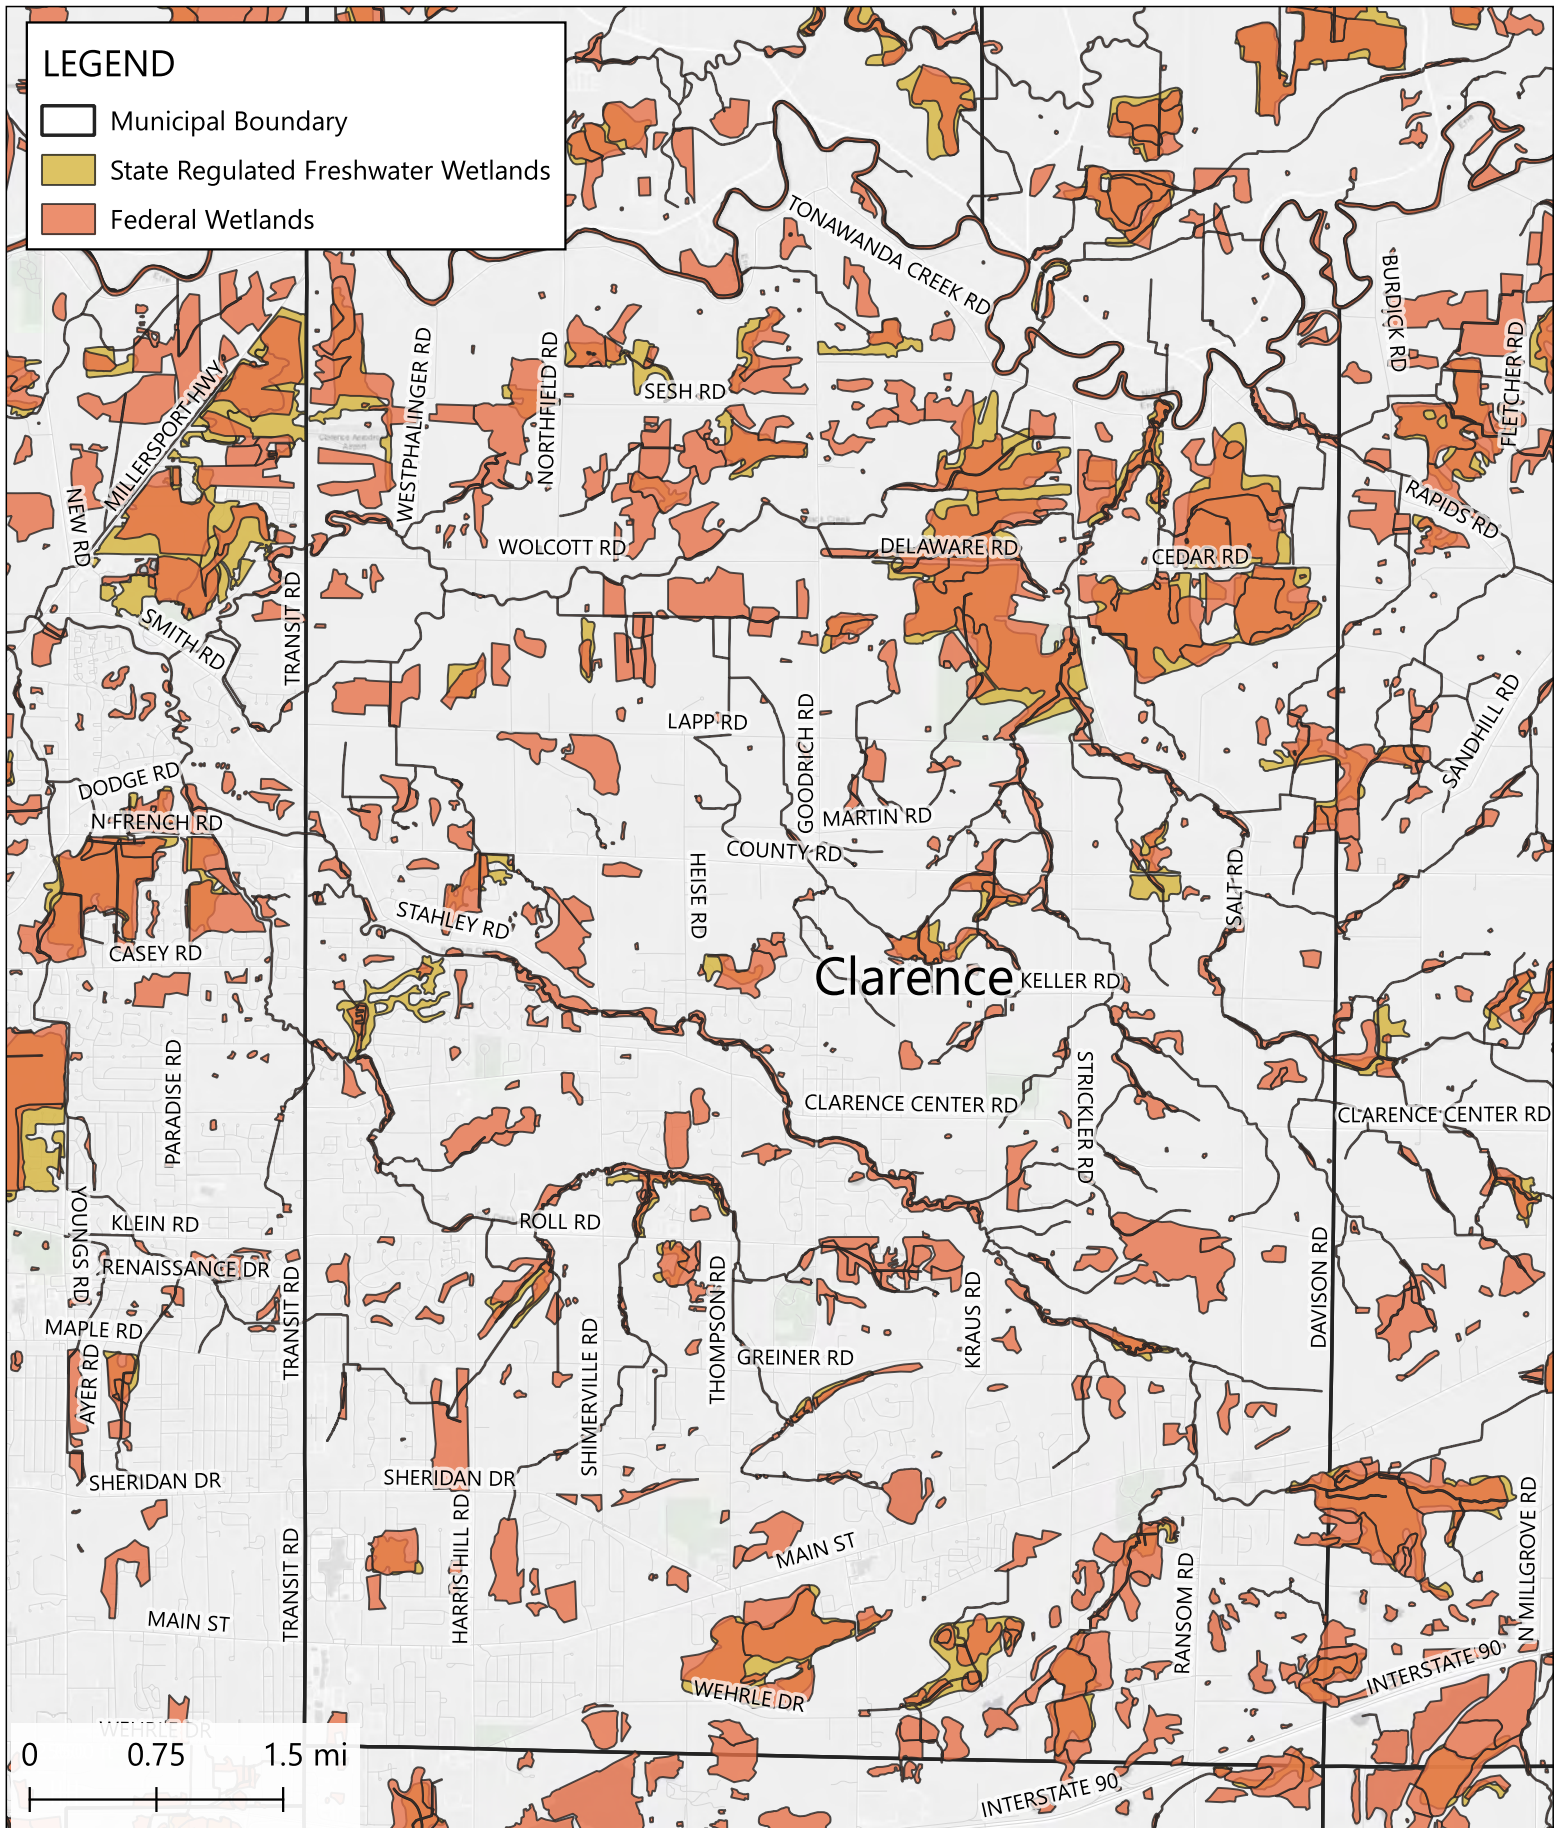 LEGEND
Municipal Boundary
State Regulated Freshwater Wetlands
Federal Wetlands
TONAWANDA CREEK RD
BURDICK RD
FLETCHER RD
MILLERSPORT HWY
WESTPHALINGER RD
NORTHFIELD RD
SESH RD
NEW RD
RAPIDS RD
WOLCOTT RD
DELAWARE RD
CEDAR RD
SMITH RD
TRANSIT RD
LAPP RD
GOODRICH RD
SANDHILL RD
DODGE RD
N FRENCH RD
MARTIN RD
COUNTY RD
HEISE RD
SALT RD
STAHLEY RD
CASEY RD
Clarence
KELLER RD
PARADISE RD
STRICKLER RD
CLARENCE CENTER RD
CLARENCE CENTER RD
YOUNGS RD
KLEIN RD
ROLL RD
RENAISSANCE DR
TRANSIT RD
THOMPSON RD
KRAUS RD
DAVISON RD
MAPLE RD
AYER RD
SHIMERVILLE RD
GREINER RD
SHERIDAN DR
SHERIDAN DR
HARRIS HILL RD
TRANSIT RD
MAIN ST
MAIN ST
RANSOM RD
N MILLGROVE RD
INTERSTATE 90
WEHRLE DR
WEHRLE DR
0 0.75 1.5 mi
INTERSTATE 90